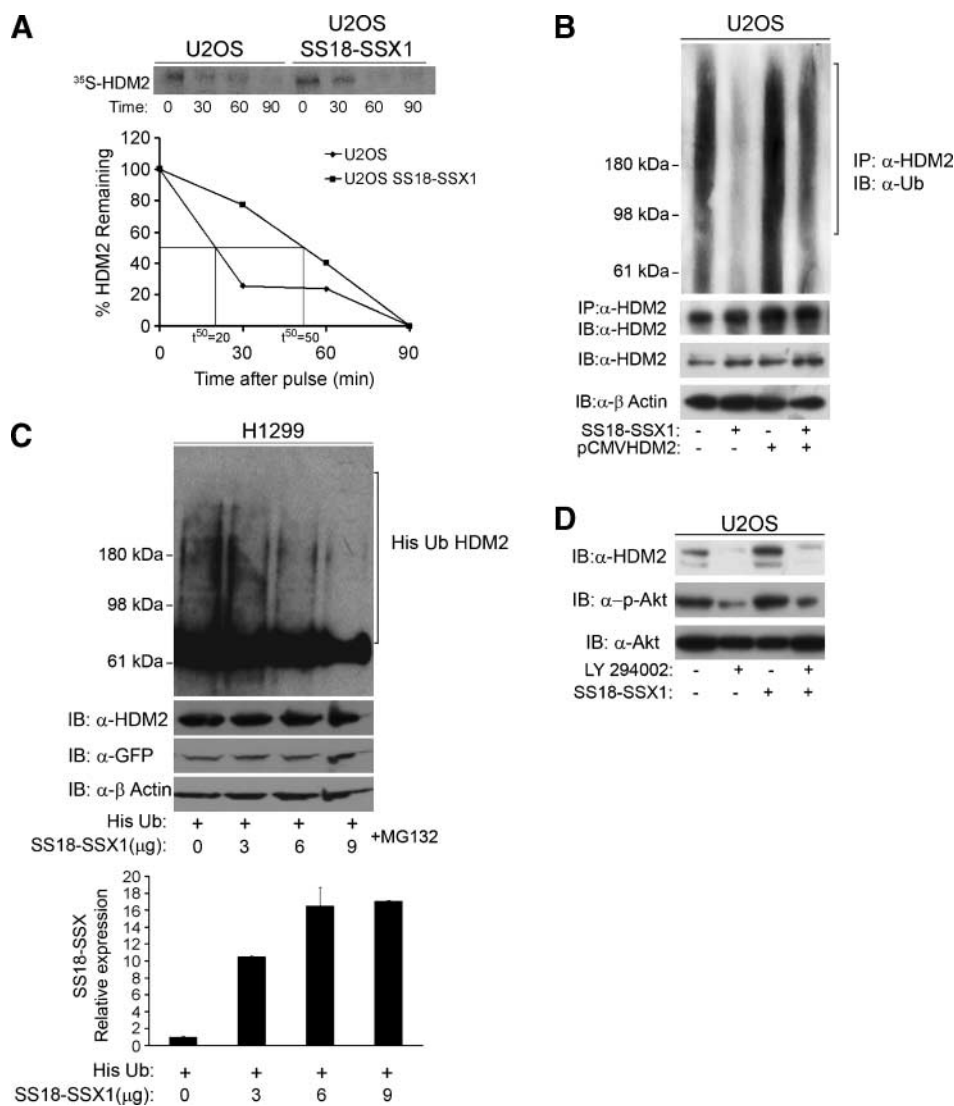 A
U2OS
U2OS
SS18-SSX1
³⁵S-HDM2
Time: 0 30 60 90 0 30 60 90
120
100
80
60
40
20
0
% HDM2 Remaining
U2OS
U2OS SS18-SSX1
t⁵⁰=20
t⁵⁰=50
0 30 60 90
Time after pulse (min)
B
U2OS
180 kDa
98 kDa
61 kDa
IP: α-HDM2
IB: α-Ub
IP:α-HDM2
IB:α-HDM2
IB:α-HDM2
IB:α-β Actin
SS18-SSX1: - + - +
pCMVHDM2: - - + +
C
H1299
180 kDa
98 kDa
61 kDa
His Ub HDM2
IB: α-HDM2
IB: α-GFP
IB: α-β Actin
His Ub: + + + +
SS18-SSX1(μg): 0 3 6 9
+MG132
20
18
16
14
12
10
8
6
4
2
0
SS18-SSX
Relative expression
His Ub: + + + +
SS18-SSX1(μg): 0 3 6 9
D
U2OS
IB:α-HDM2
IB: α–p-Akt
IB: α-Akt
LY 294002: - + - +
SS18-SSX1: - - + +